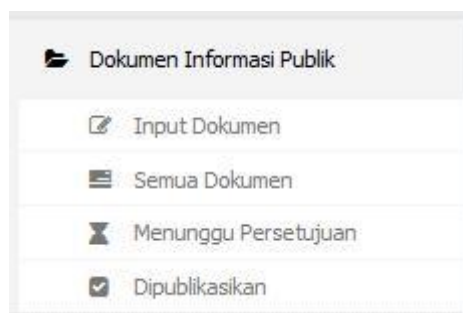 Dokumen Informasi Publik
Input Dokumen
Semua Dokumen
Menunggu Persetujuan
Dipublikasikan